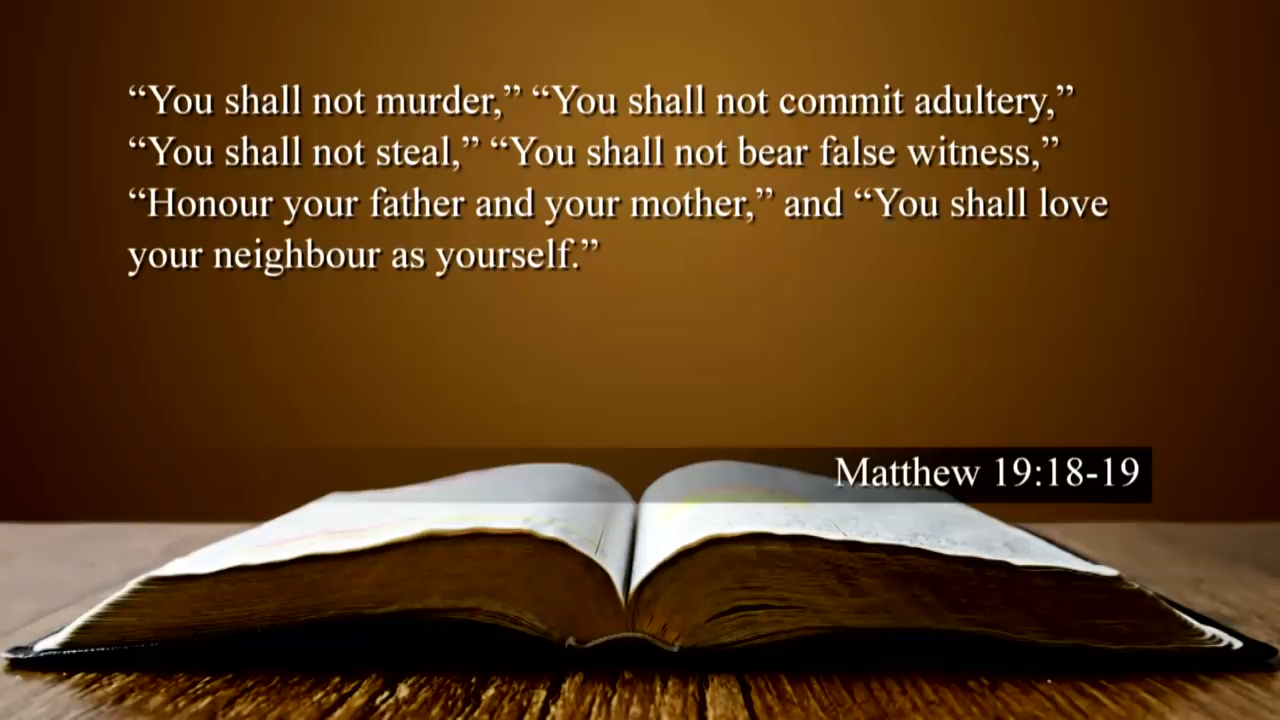 “You shall not murder,” “You shall not commit adultery,”
“You shall not steal,” “You shall not bear false witness,”
“Honour your father and your mother,” and “You shall love
your neighbour as yourself.”
Matthew 19:18-19